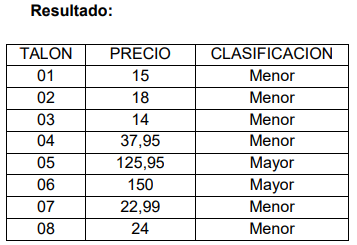 Resultado:
TALON PRECIO CLASIFICACION
01 15 Menor
02 18 Menor
03 14 Menor
04 37,95 Menor
05 125,95 Mayor
06 150 Mayor
07 22,99 Menor
08 24 Menor